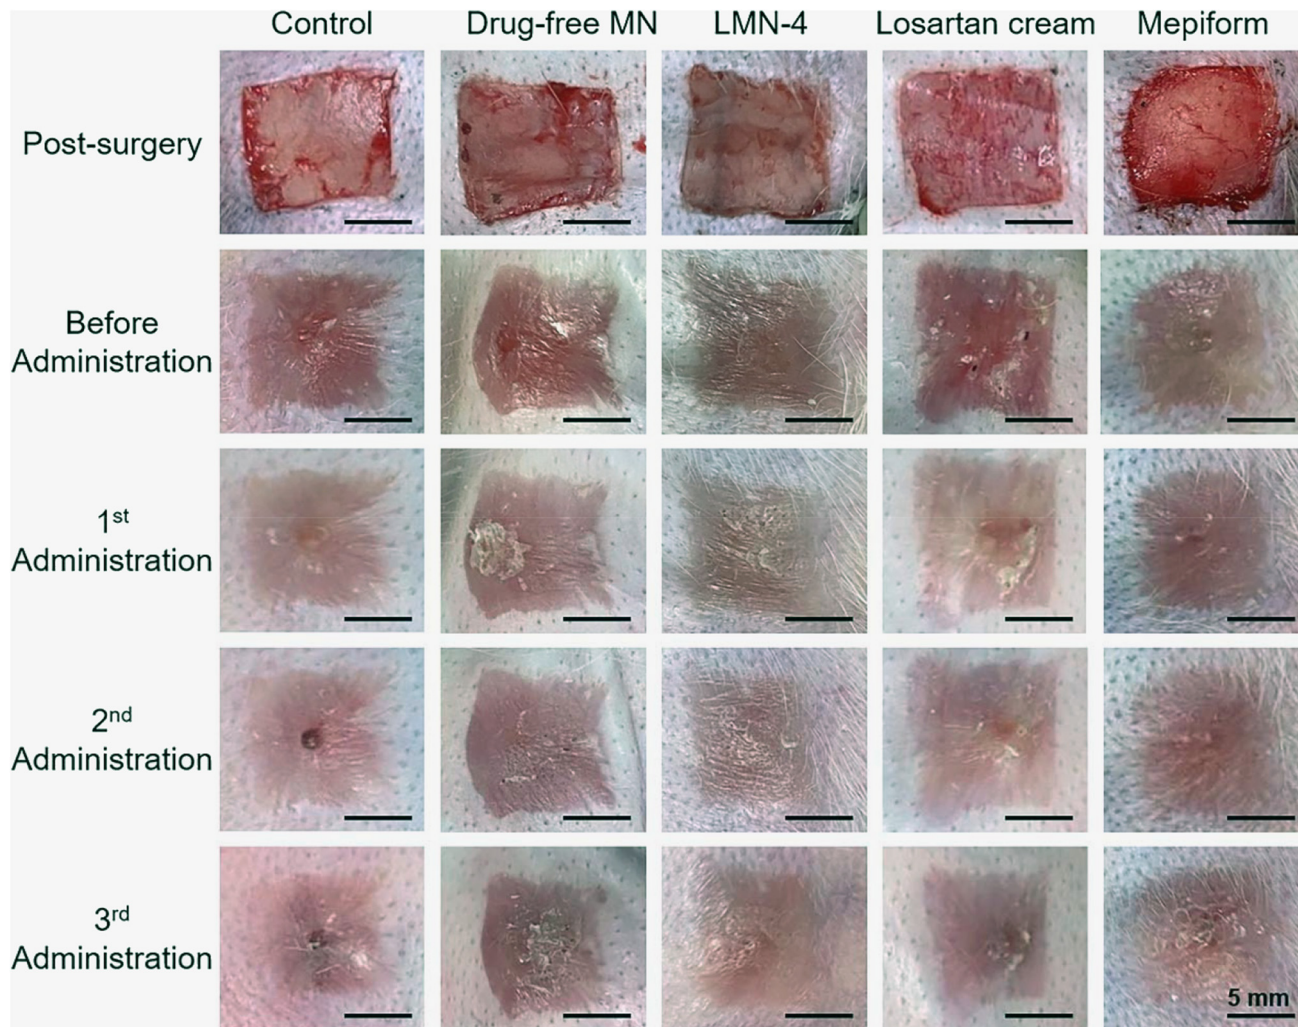 Control Drug-free MN LMN-4 Losartan cream Mepiform
Post-surgery
Before
Administration
1st
Administration
2nd
Administration
3rd
Administration
5 mm